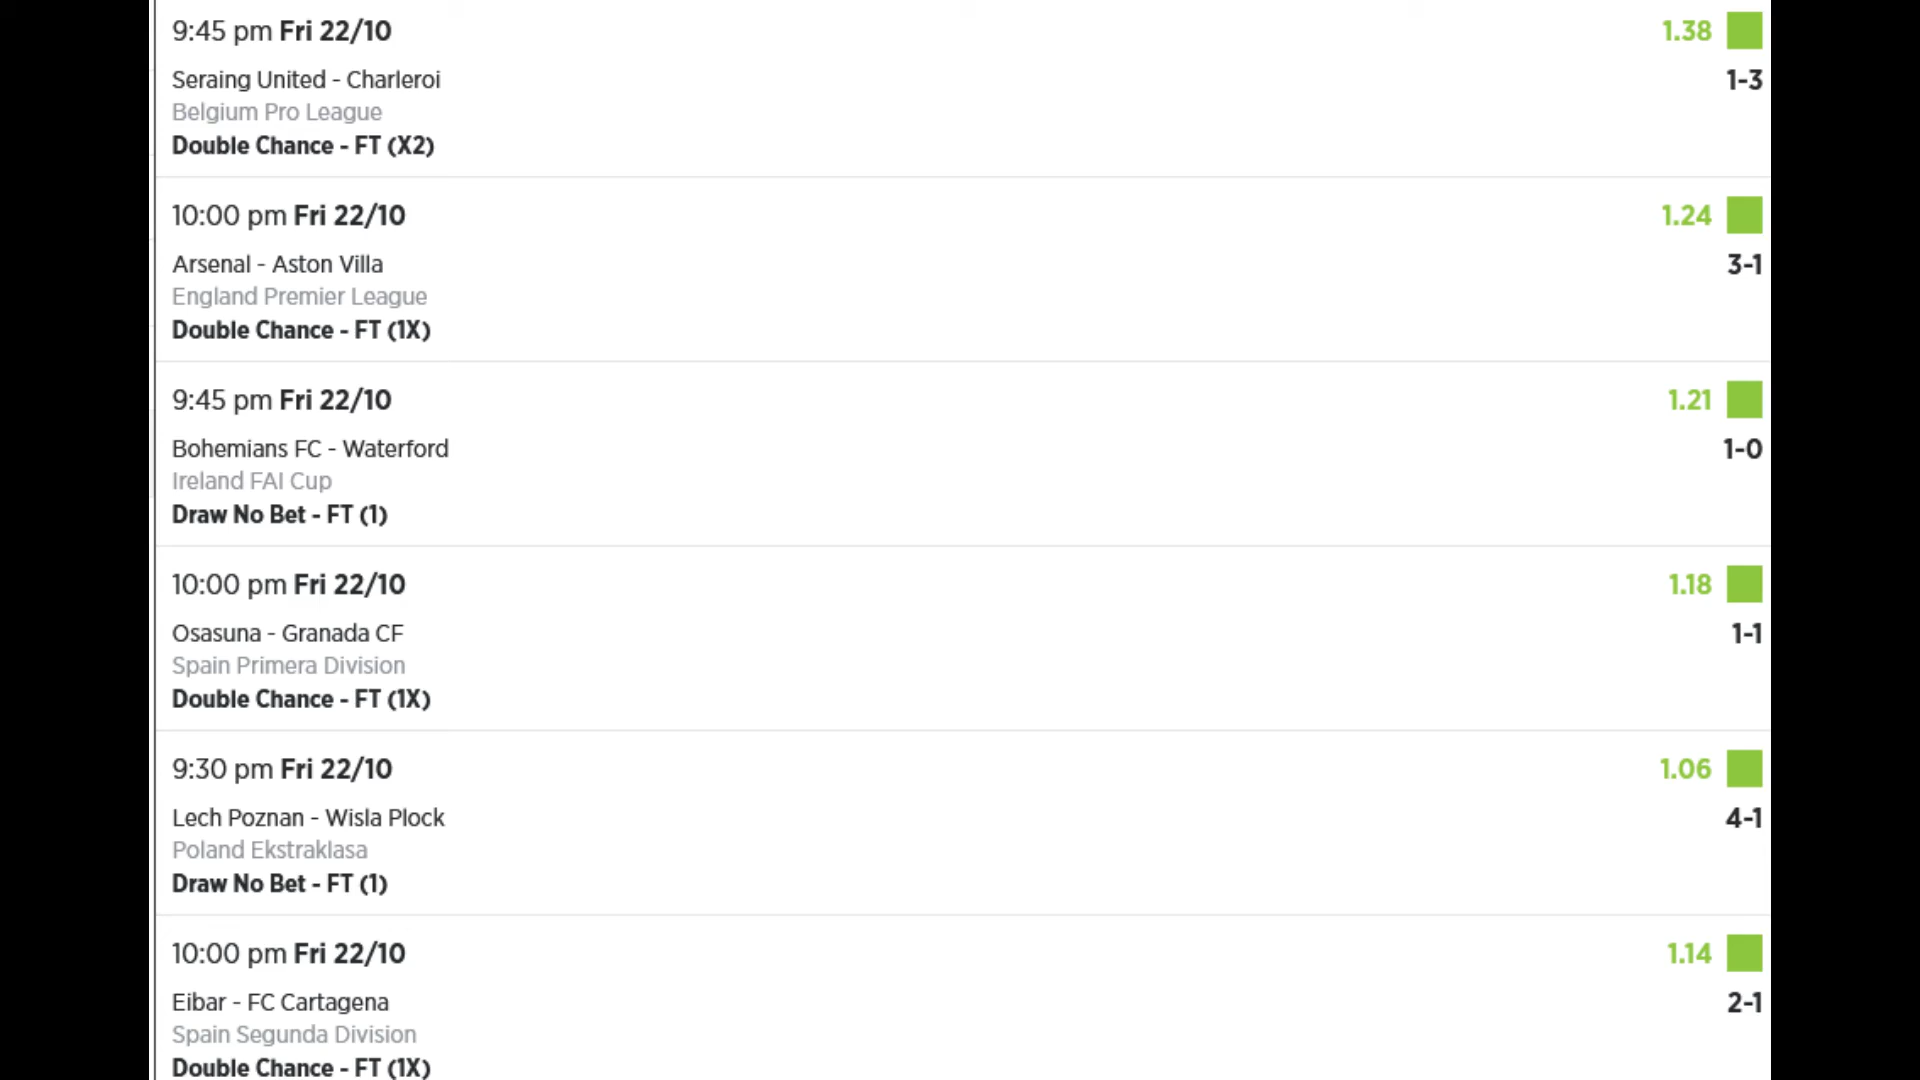 9:45 pm Fri 22/10 1.38
Seraing United - Charleroi 1-3
Belgium Pro League
Double Chance - FT (X2)
10:00 pm Fri 22/10 1.24
Arsenal - Aston Villa 3-1
England Premier League
Double Chance - FT (1X)
9:45 pm Fri 22/10 1.21
Bohemians FC - Waterford 1-0
Ireland FAI Cup
Draw No Bet - FT (1)
10:00 pm Fri 22/10 1.18
Osasuna - Granada CF 1-1
Spain Primera Division
Double Chance - FT (1X)
9:30 pm Fri 22/10 1.06
Lech Poznan - Wisla Plock 4-1
Poland Ekstraklasa
Draw No Bet - FT (1)
10:00 pm Fri 22/10 1.14
Eibar - FC Cartagena 2-1
Spain Segunda Division
Double Chance - FT (1X)